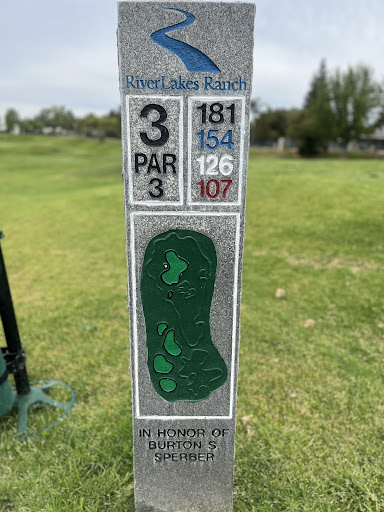 RiverLakes Ranch
3
PAR
3
181
154
126
107
IN HONOR OF
BURTON S.
SPERBER